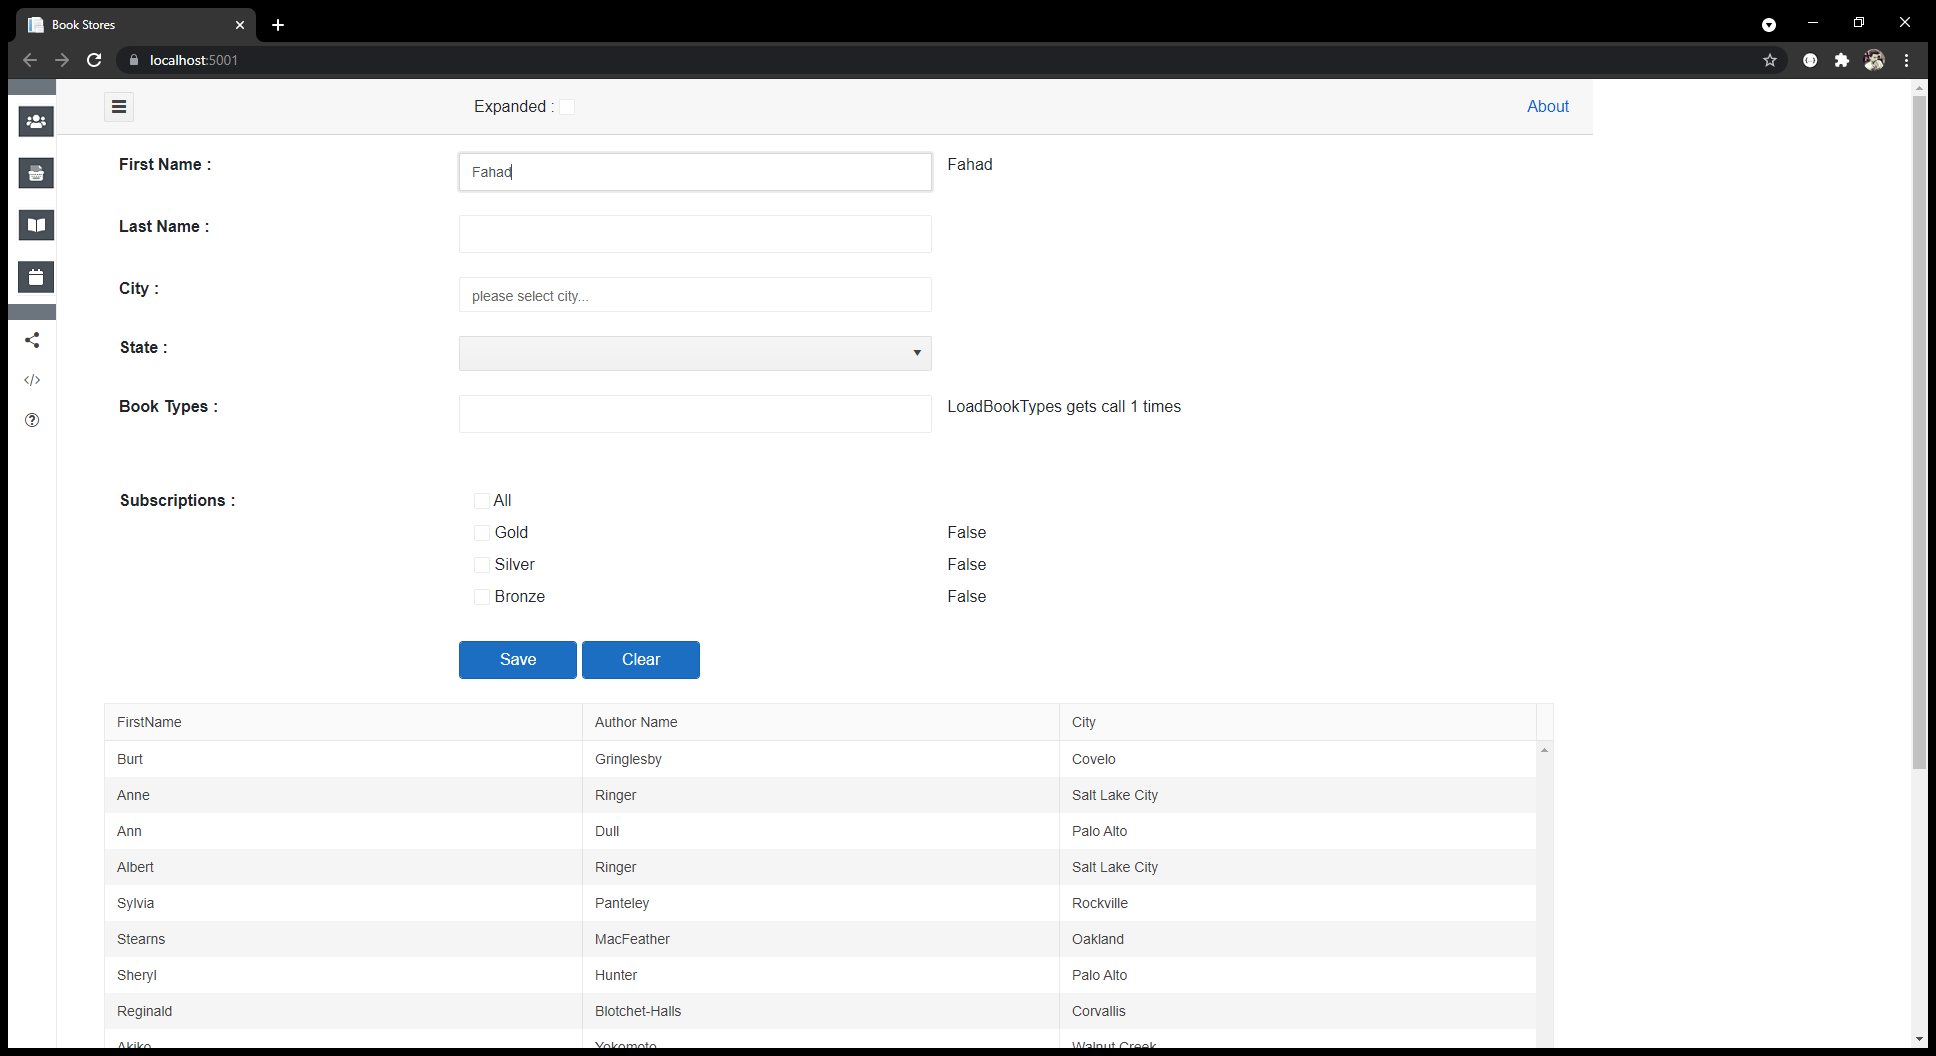 Book Stores
localhost:5001
Expanded :
About
First Name :
Fahad
Fahad
Last Name :
City :
please select city...
State :
Book Types :
LoadBookTypes gets call 1 times
Subscriptions :
All
Gold
False
Silver
False
Bronze
False
Save
Clear
FirstName Author Name City
Burt Gringlesby Covelo
Anne Ringer Salt Lake City
Ann Dull Palo Alto
Albert Ringer Salt Lake City
Sylvia Panteley Rockville
Stearns MacFeather Oakland
Sheryl Hunter Palo Alto
Reginald Blotchet-Halls Corvallis
Akiko Yokomoto Walnut Creek